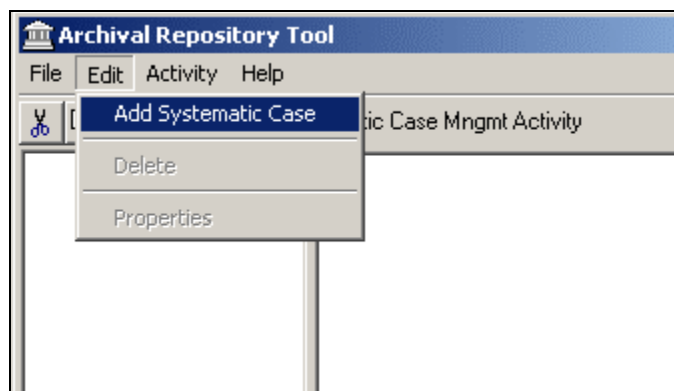 Archival Repository Tool
File Edit Activity Help
Add Systematic Case
tic Case Mngmt Activity
Delete
Properties